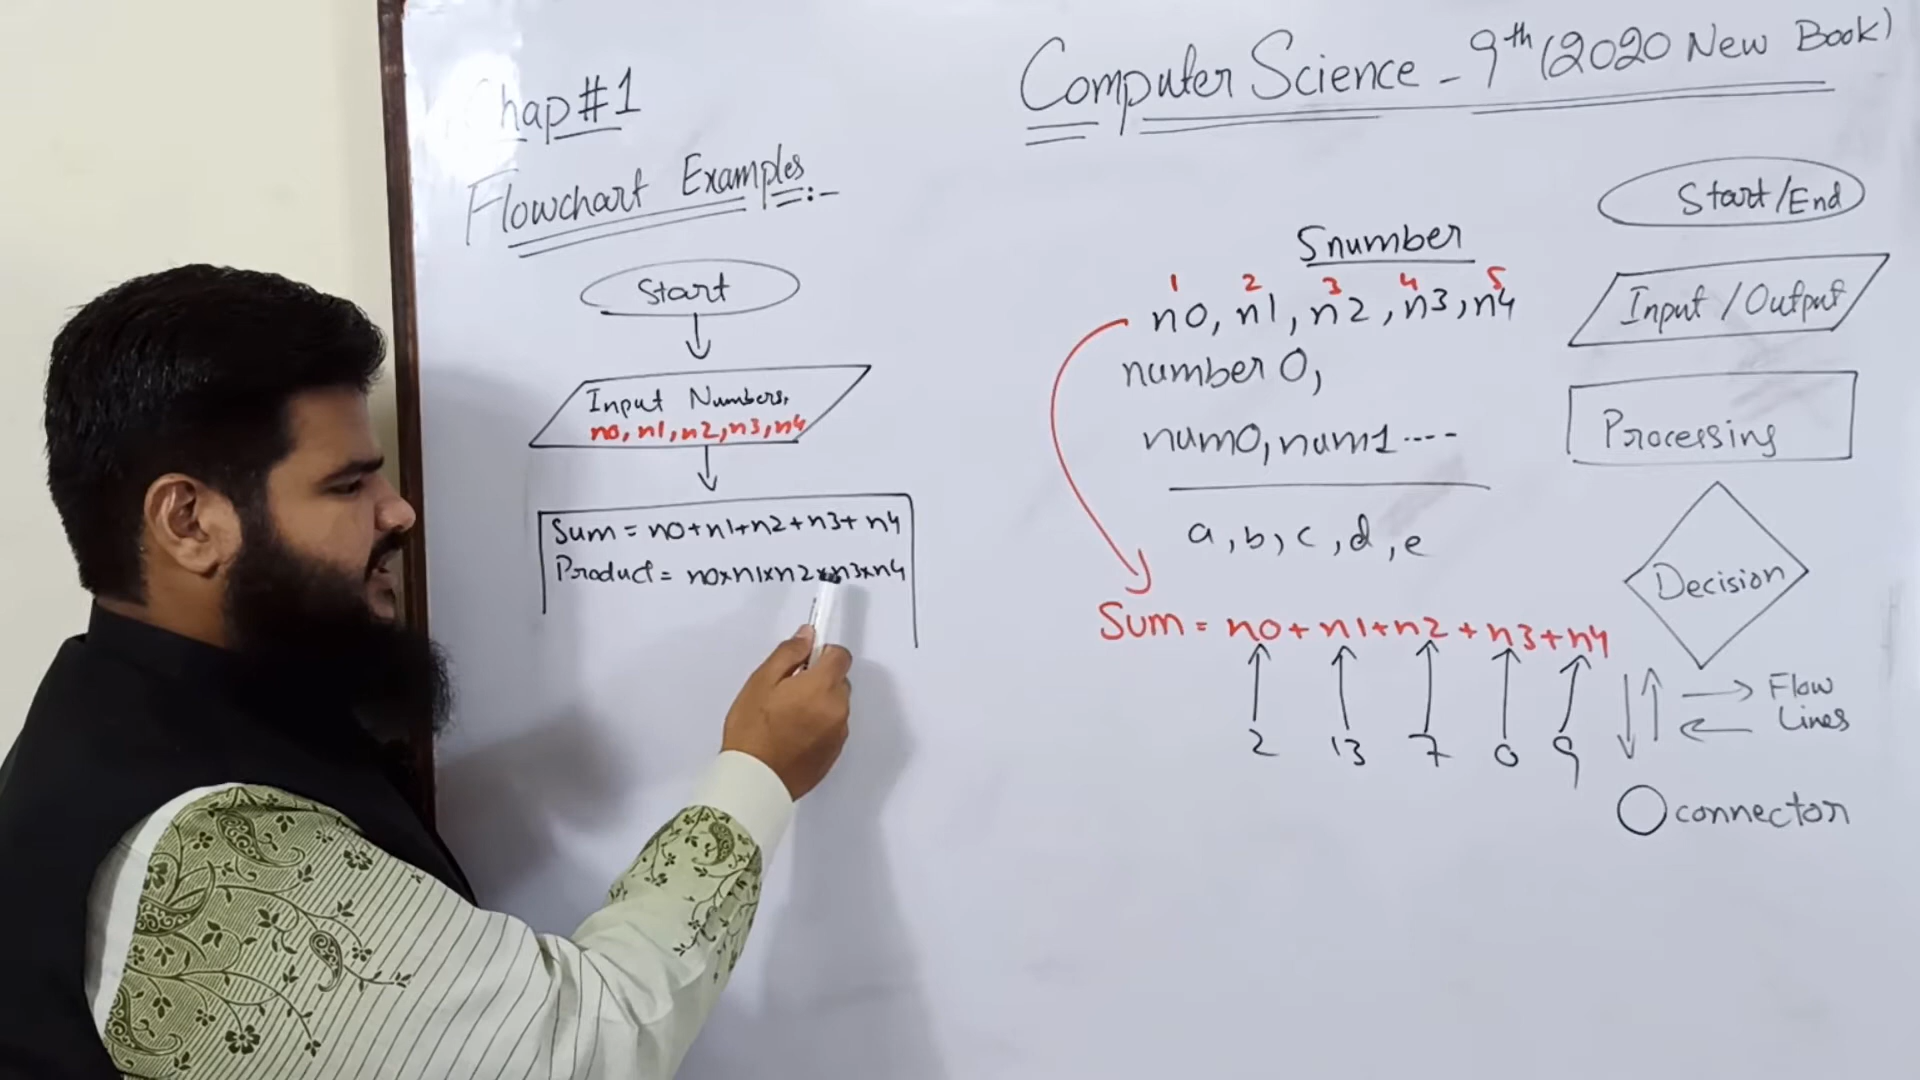 Chap#1
Flowchart Examples:-
Start
Input Numbers,
n0, n1, n2, n3, n4
Sum = n0+n1+n2+n3+n4
Product = n0xn1xn2xn3xn4
Computer Science - 9th (2020 New Book)
5number
1 2 3 4 5
n0, n1, n2, n3, n4
number 0,
num0, num1 ----
a, b, c, d, e
Sum = n0+n1+n2+n3+n4
2 13 7 0 9
Start/End
Input/Output
Processing
Decision
Flow
Lines
connector